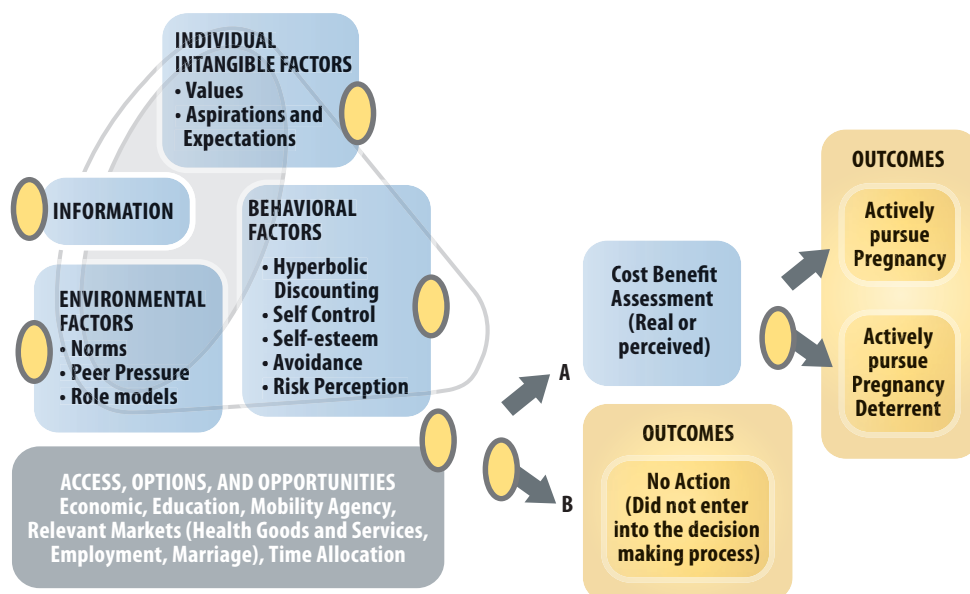 INDIVIDUAL
INTANGIBLE FACTORS
• Values
• Aspirations and
Expectations
INFORMATION
BEHAVIORAL
FACTORS
• Hyperbolic
Discounting
• Self Control
• Self-esteem
• Avoidance
• Risk Perception
ENVIRONMENTAL
FACTORS
• Norms
• Peer Pressure
• Role models
ACCESS, OPTIONS, AND OPPORTUNITIES
Economic, Education, Mobility Agency,
Relevant Markets (Health Goods and Services,
Employment, Marriage), Time Allocation
A
Cost Benefit
Assessment
(Real or
perceived)
B
OUTCOMES
No Action
(Did not enter
into the decision
making process)
OUTCOMES
Actively
pursue
Pregnancy
Actively
pursue
Pregnancy
Deterrent